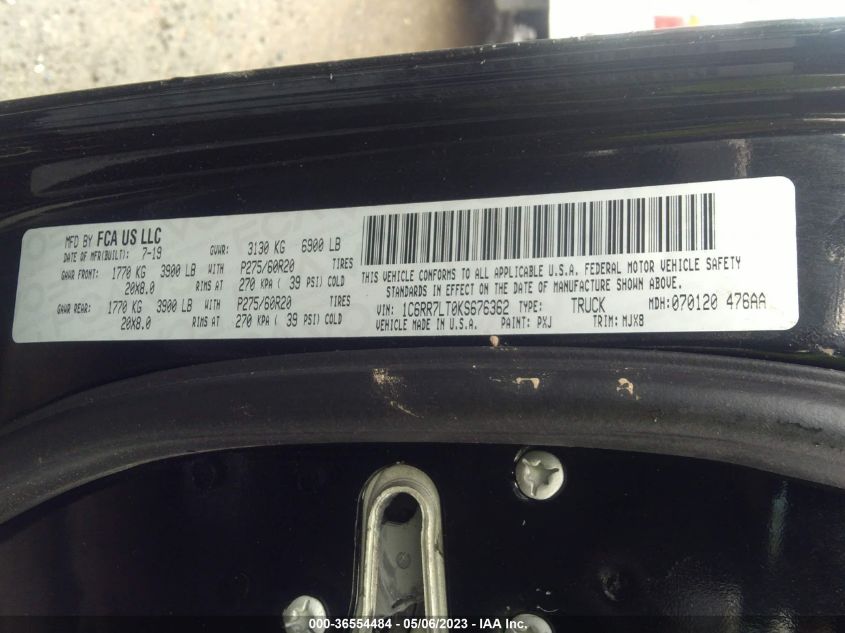 MFD BY FCA US LLC
DATE OF MFR(BUILT): 7-19 GVWR: 3130 KG 6900 LB
GAWR FRONT: 1770 KG 3900 LB WITH P275/60R20 TIRES
20X8.0 RIMS AT 270 KPA ( 39 PSI) COLD
GAWR REAR: 1770 KG 3900 LB WITH P275/60R20 TIRES
20X8.0 RIMS AT 270 KPA ( 39 PSI) COLD
THIS VEHICLE CONFORMS TO ALL APPLICABLE U.S.A. FEDERAL MOTOR VEHICLE SAFETY
STANDARDS IN EFFECT ON THE DATE OF MANUFACTURE SHOWN ABOVE.
VIN: 1C6RR7LT0KS676362 TYPE: TRUCK MDH: 070120 476AA
VEHICLE MADE IN U.S.A. PAINT: PXJ TRIM: MJX8
000-36554484 - 05/06/2023 - IAA Inc.